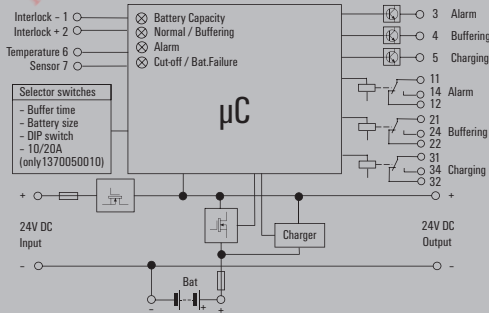 Interlock - 1
Interlock + 2
Temperature 6
Sensor 7
Selector switches
- Buffer time
- Battery size
- DIP switch
- 10/20A
(only1370050010)
Battery Capacity
Normal / Buffering
Alarm
Cut-off / Bat.Failure
µC
3 Alarm
4 Buffering
5 Charging
11
14 Alarm
12
21
24 Buffering
22
31
34 Charging
32
+
+
24V DC
Input
Charger
24V DC
Output
-
-
Bat
-
+
+